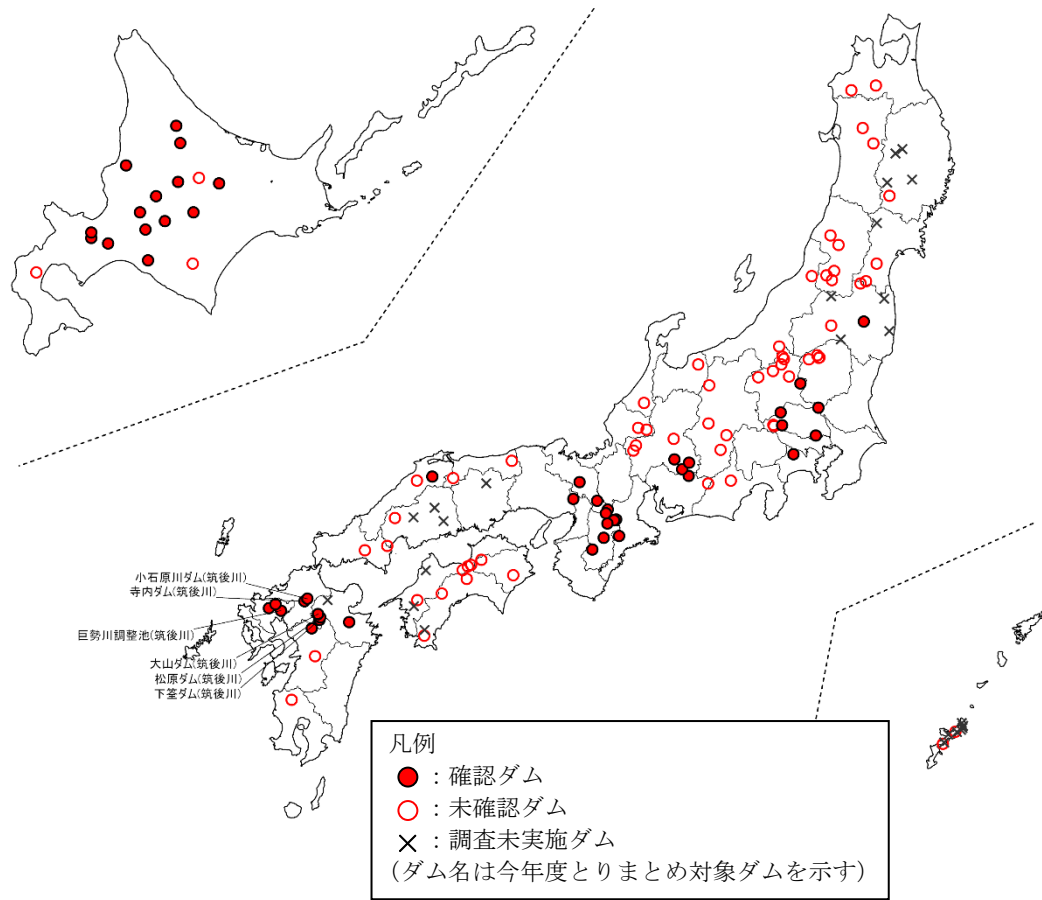 小石原川ダム(筑後川)
寺内ダム(筑後川)
巨勢川調整池(筑後川)
大山ダム(筑後川)
松原ダム(筑後川)
下筌ダム(筑後川)
凡例
：確認ダム
：未確認ダム
：調査未実施ダム
(ダム名は今年度とりまとめ対象ダムを示す)